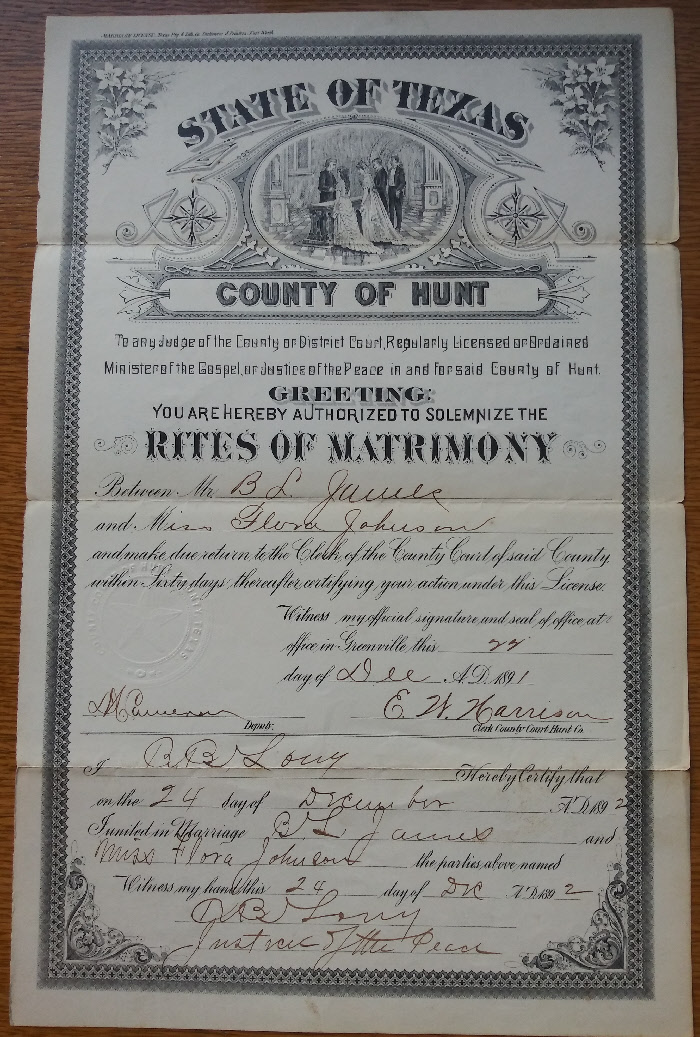 STATE OF TEXAS
COUNTY OF HUNT
To any Judge of the County or District Court, Regularly Licensed or Ordained
Minister of the Gospel, or Justice of the Peace in and for said County of Hunt.
GREETING:
YOU ARE HEREBY AUTHORIZED TO SOLEMNIZE THE
RITES OF MATRIMONY
Between Mr B L James
and Miss Flora Johnson
and make due return to the Clerk of the County Court of said County
within Sixty days thereafter, certifying your action under this License.
Witness my official signature and seal of office at
office in Greenville this 22
day of Dec A.D. 1891
Cameron E. W. Harrison
Deputy. Clerk County Court Hunt Co.
I B Long Hereby Certify that
on the 24 day of December A.D. 1892
I united in Marriage B L James and
Miss Flora Johnson the parties above named
Witness my hand this 24 day of Dec A.D. 1892
B Long
Justice of the Peace